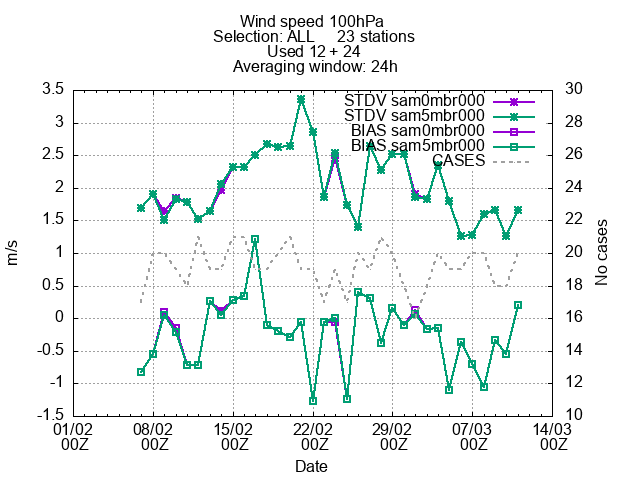 Wind speed 100hPa
Selection: ALL 23 stations
Used 12 + 24
Averaging window: 24h
STDV sam0mbr000
STDV sam5mbr000
BIAS sam0mbr000
BIAS sam5mbr000
CASES
3.5
3
2.5
2
1.5
1
0.5
0
-0.5
-1
-1.5
m/s
30
28
26
24
22
20
18
16
14
12
10
No cases
01/02 08/02 15/02 22/02 29/02 07/03 14/03
00Z 00Z 00Z 00Z 00Z 00Z 00Z
Date